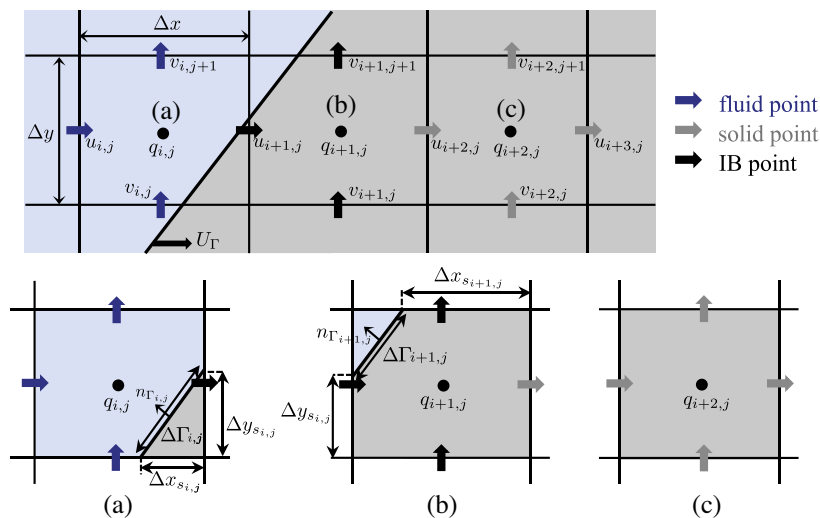 Δx
v_{i,j+1} v_{i+1,j+1} v_{i+2,j+1}
(a) (b) (c)
Δy
u_{i,j} q_{i,j} u_{i+1,j} q_{i+1,j} u_{i+2,j} q_{i+2,j} u_{i+3,j}
v_{i,j} v_{i+1,j} v_{i+2,j}
U_Γ
fluid point
solid point
IB point
n_{Γ_{i,j}}
q_{i,j}
ΔΓ_{i,j}
Δy_{s_{i,j}}
Δx_{s_{i,j}}
(a)
Δx_{s_{i+1,j}}
n_{Γ_{i+1,j}}
ΔΓ_{i+1,j}
Δy_{s_{i,j}}
q_{i+1,j}
(b)
q_{i+2,j}
(c)